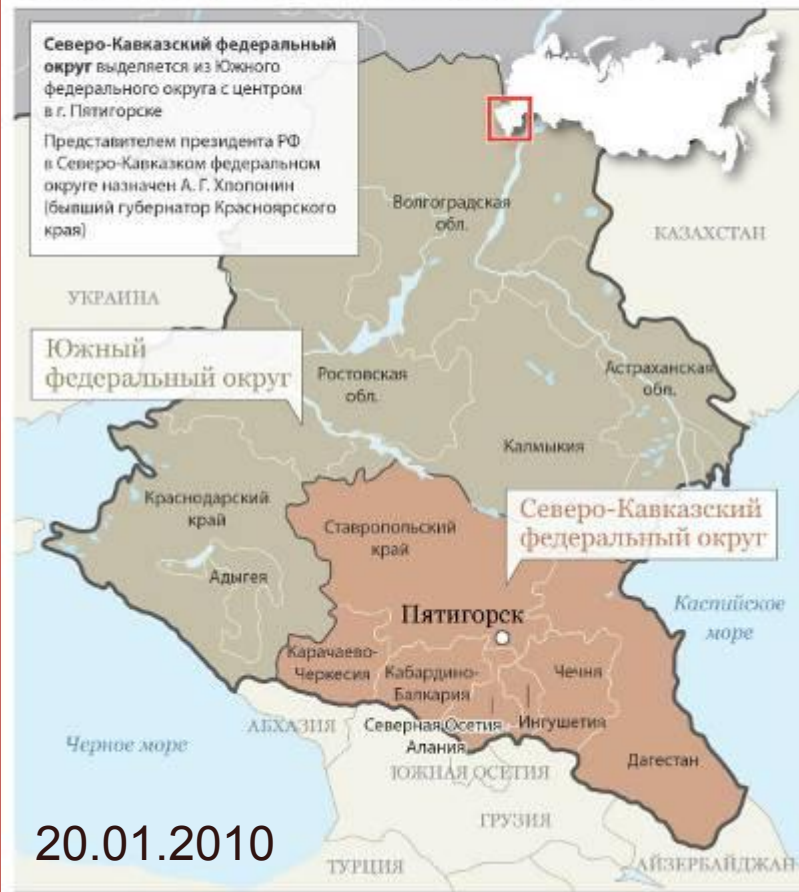 Северо-Кавказский федеральный
округ выделяется из Южного
федерального округа с центром
в г. Пятигорске
Представителем президента РФ
в Северо-Кавказком федеральном
округе назначен А. Г. Хлопонин
(бывший губернатор Красноярского
края)
Волгоградская
обл.
КАЗАХСТАН
УКРАИНА
Южный
федеральный округ
Ростовская
обл.
Астраханская
обл.
Калмыкия
Краснодарский
край
Адыгея
Ставропольский
край
Северо-Кавказский
федеральный округ
Пятигорск
Каспийское
море
Карачаево-
Черкесия
Кабардино-
Балкария
Чечня
Северная Осетия
Алания
Ингушетия
Дагестан
АБХАЗИЯ
Черное море
ЮЖНАЯ ОСЕТИЯ
ГРУЗИЯ
20.01.2010
ТУРЦИЯ
АЙЗЕРБАЙДЖАН